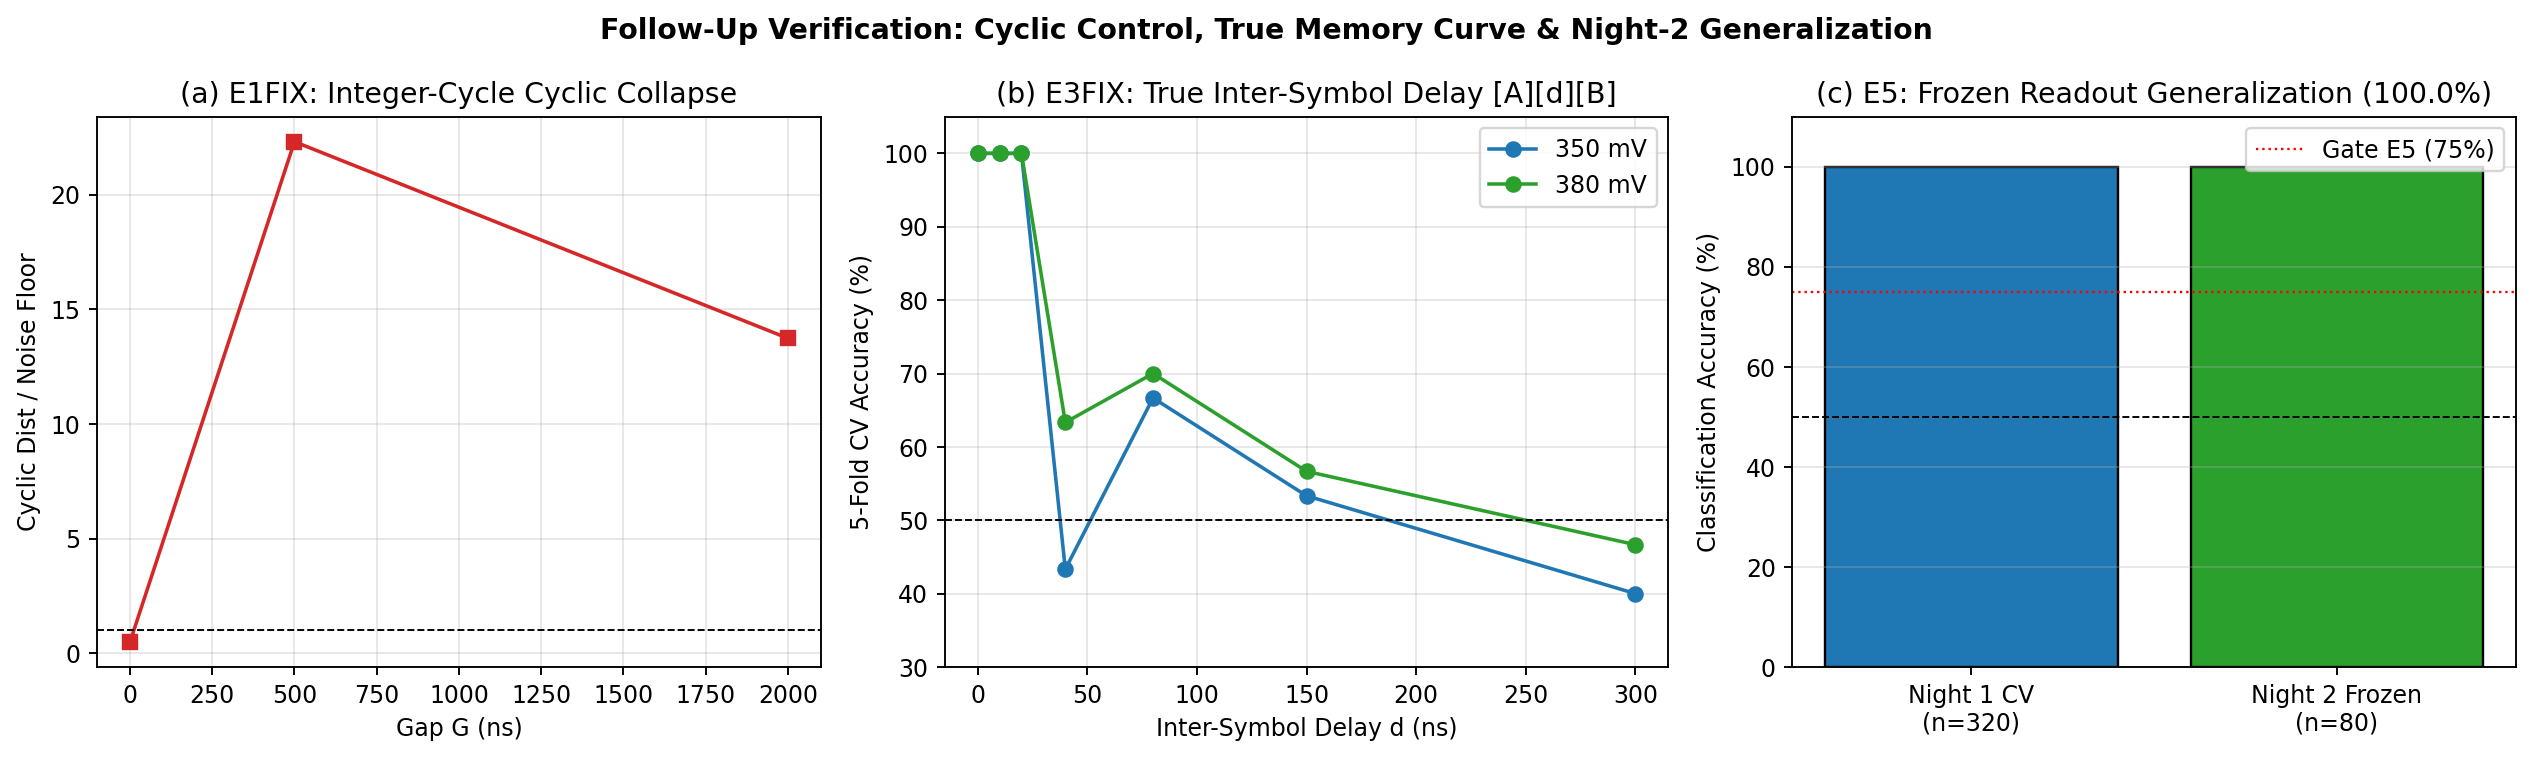 Follow-Up Verification: Cyclic Control, True Memory Curve & Night-2 Generalization
(a) E1FIX: Integer-Cycle Cyclic Collapse
Cyclic Dist / Noise Floor
20
15
10
5
0
0 250 500 750 1000 1250 1500 1750 2000
Gap G (ns)
(b) E3FIX: True Inter-Symbol Delay [A][d][B]
350 mV
380 mV
5-Fold CV Accuracy (%)
100
90
80
70
60
50
40
30
0 50 100 150 200 250 300
Inter-Symbol Delay d (ns)
(c) E5: Frozen Readout Generalization (100.0%)
Gate E5 (75%)
Classification Accuracy (%)
100
80
60
40
20
0
Night 1 CV
(n=320)
Night 2 Frozen
(n=80)